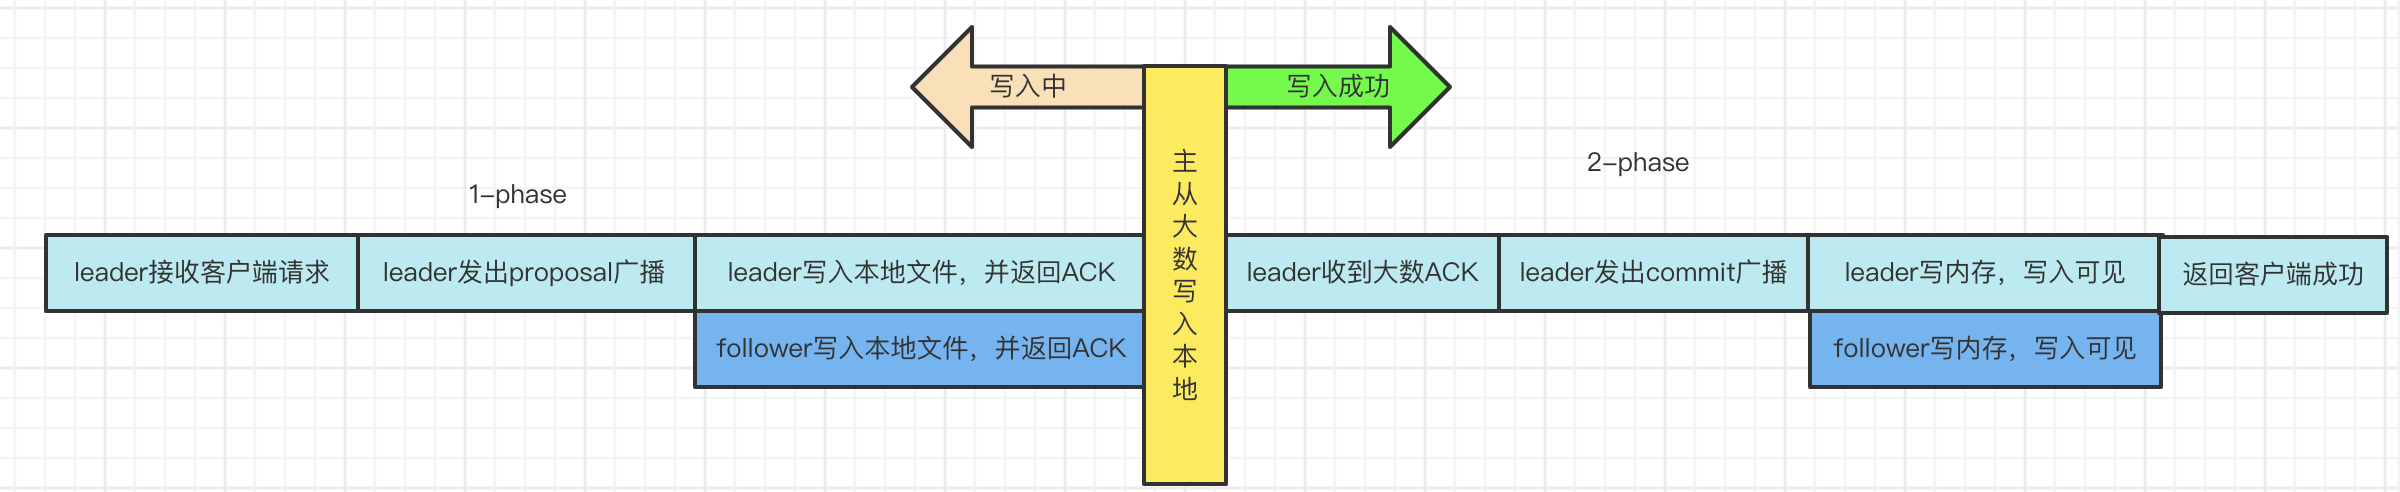 写入中
写入成功
1-phase
2-phase
leader接收客户端请求
leader发出proposal广播
leader写入本地文件，并返回ACK
follower写入本地文件，并返回ACK
主从大数写入本地
leader收到大数ACK
leader发出commit广播
leader写内存，写入可见
follower写内存，写入可见
返回客户端成功